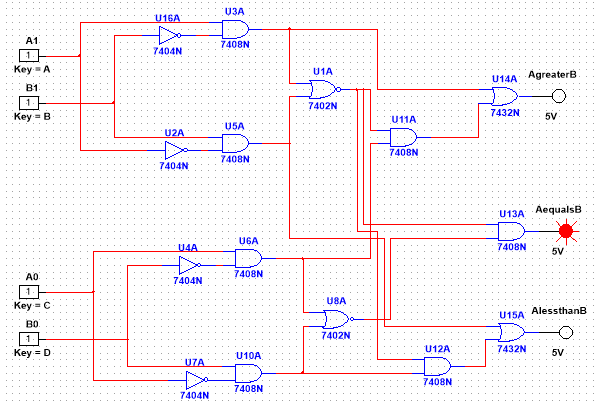 U16A
7404N
U3A
7408N
A1
1
Key = A
B1
1
Key = B
U2A
7404N
U5A
7408N
U1A
7402N
U11A
7408N
U14A
7432N
AgreaterB
5V
U13A
7408N
AequalsB
5V
U4A
7404N
U6A
7408N
A0
1
Key = C
B0
1
Key = D
U8A
7402N
U7A
7404N
U10A
7408N
U12A
7408N
U15A
7432N
AlessthanB
5V